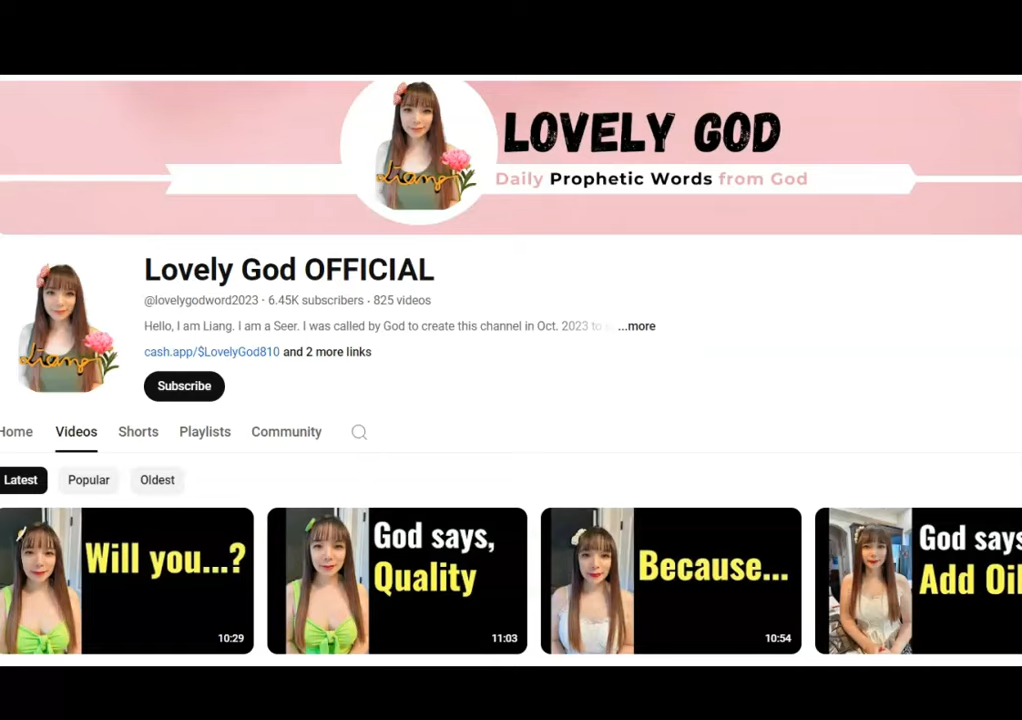 LOVELY GOD
Daily Prophetic Words from God
Liang
Lovely God OFFICIAL
@lovelygodword2023 · 6.45K subscribers · 825 videos
Hello, I am Liang. I am a Seer. I was called by God to create this channel in Oct. 2023 to ...more
cash.app/$LovelyGod810 and 2 more links
Liang
Subscribe
Home Videos Shorts Playlists Community
Latest Popular Oldest
Will you...?
10:29
God says,
Quality
11:03
Because...
10:54
God says
Add Oil